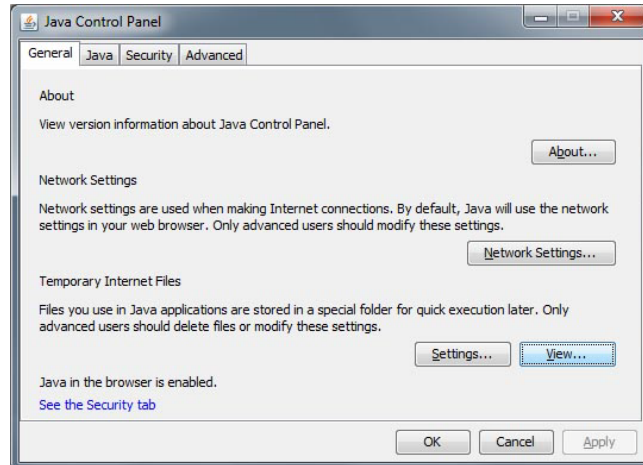 Java Control Panel
General Java Security Advanced
About
View version information about Java Control Panel.
About...
Network Settings
Network settings are used when making Internet connections. By default, Java will use the network
settings in your web browser. Only advanced users should modify these settings.
Network Settings...
Temporary Internet Files
Files you use in Java applications are stored in a special folder for quick execution later. Only
advanced users should delete files or modify these settings.
Settings... View...
Java in the browser is enabled.
See the Security tab
OK Cancel Apply